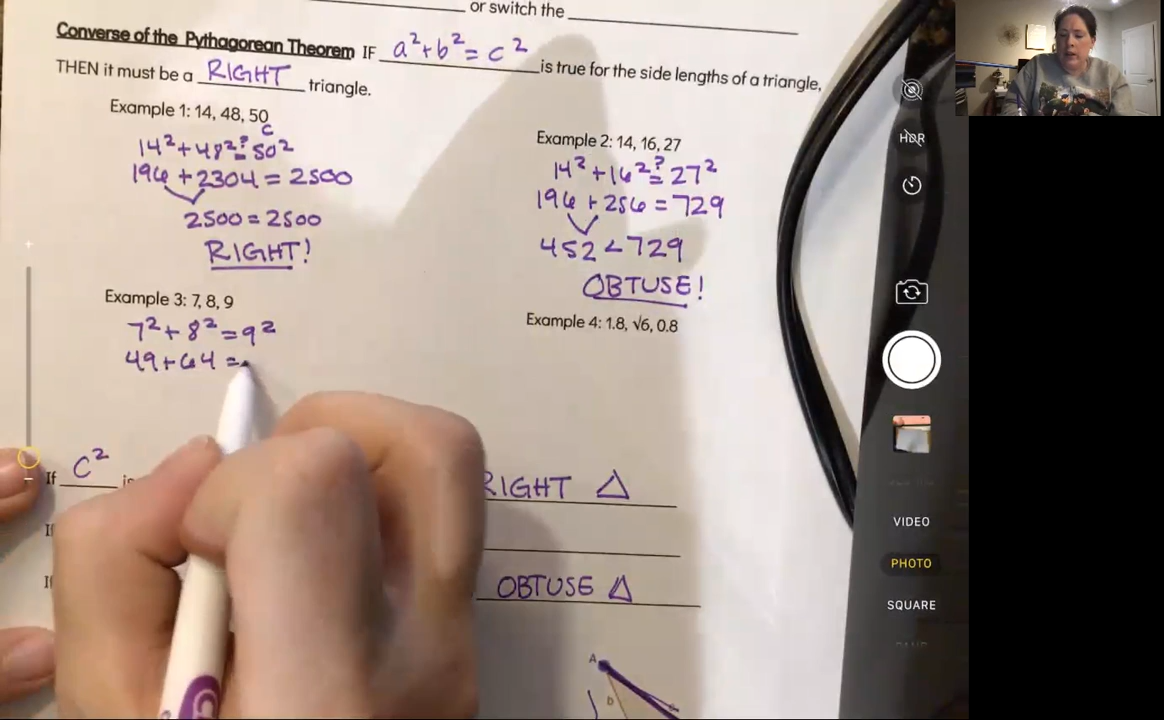 or switch the
Converse of the Pythagorean Theorem IF a²+b²=c² is true for the side lengths of a triangle,
THEN it must be a RIGHT triangle.
Example 1: 14, 48, 50
c
14²+48²≟50²
196+2304=2500
2500=2500
RIGHT!
Example 2: 14, 16, 27
14²+16²≟27²
196+256=729
452<729
OBTUSE!
Example 3: 7, 8, 9
7²+8²=9²
49+64=
Example 4: 1.8, √6, 0.8
If c² is
RIGHT △
If
If
OBTUSE △
A
b
c
HDR
VIDEO
PHOTO
SQUARE